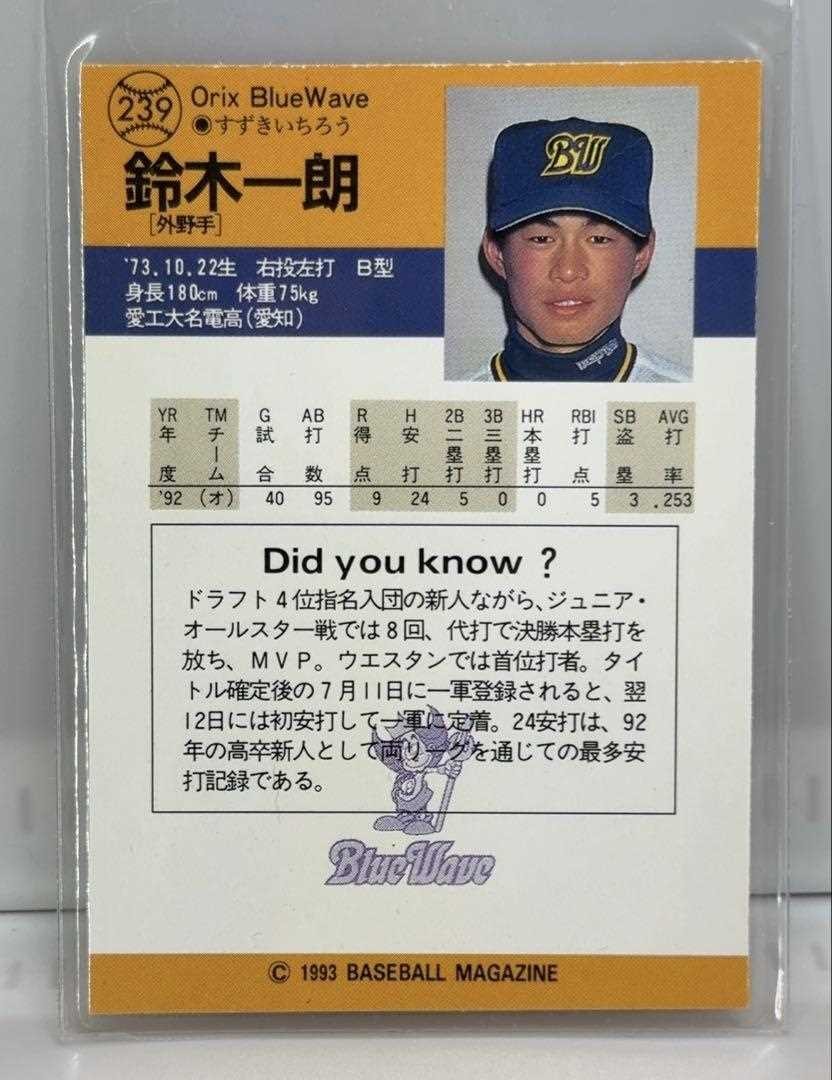 239
Orix BlueWave
◉すずきいちろう
鈴木一朗
[外野手]
BW
'73.10.22生 右投左打 B型
身長180cm 体重75kg
愛工大名電高(愛知)
YR TM G AB R H 2B 3B HR RBI SB AVG
年度 チーム 試合 打数 得点 安打 二塁打 三塁打 本塁打 打点 盗塁 打率
'92 (オ) 40 95 9 24 5 0 0 5 3 .253
Did you know ?
ドラフト4位指名入団の新人ながら、ジュニア・
オールスター戦では8回、代打で決勝本塁打を
放ち、MVP。ウエスタンでは首位打者。タイ
トル確定後の7月11日に一軍登録されると、翌
12日には初安打して一軍に定着。24安打は、92
年の高卒新人として両リーグを通じての最多安
打記録である。
BlueWave
© 1993 BASEBALL MAGAZINE